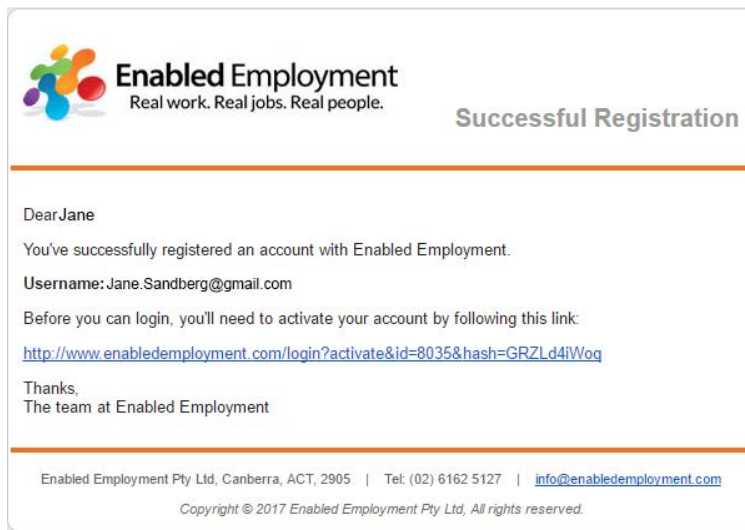 Enabled Employment
Real work. Real jobs. Real people.
Successful Registration
Dear Jane
You've successfully registered an account with Enabled Employment.
Username: Jane.Sandberg@gmail.com
Before you can login, you'll need to activate your account by following this link:
http://www.enabledemployment.com/login?activate&id=8035&hash=GRZLd4iWoq
Thanks,
The team at Enabled Employment
Enabled Employment Pty Ltd, Canberra, ACT, 2905 | Tel: (02) 6162 5127 | info@enabledemployment.com
Copyright © 2017 Enabled Employment Pty Ltd, All rights reserved.